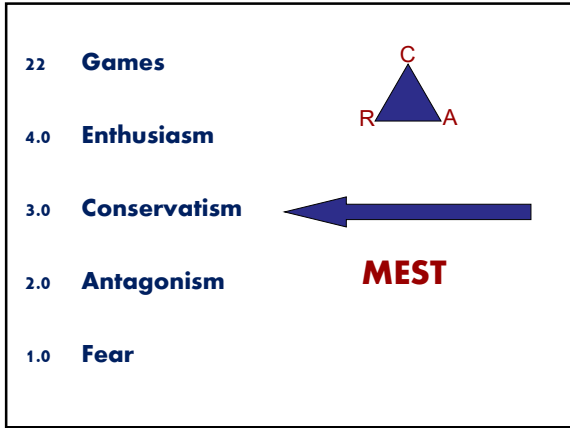 22 Games
C
R A
4.0 Enthusiasm
3.0 Conservatism
2.0 Antagonism
MEST
1.0 Fear